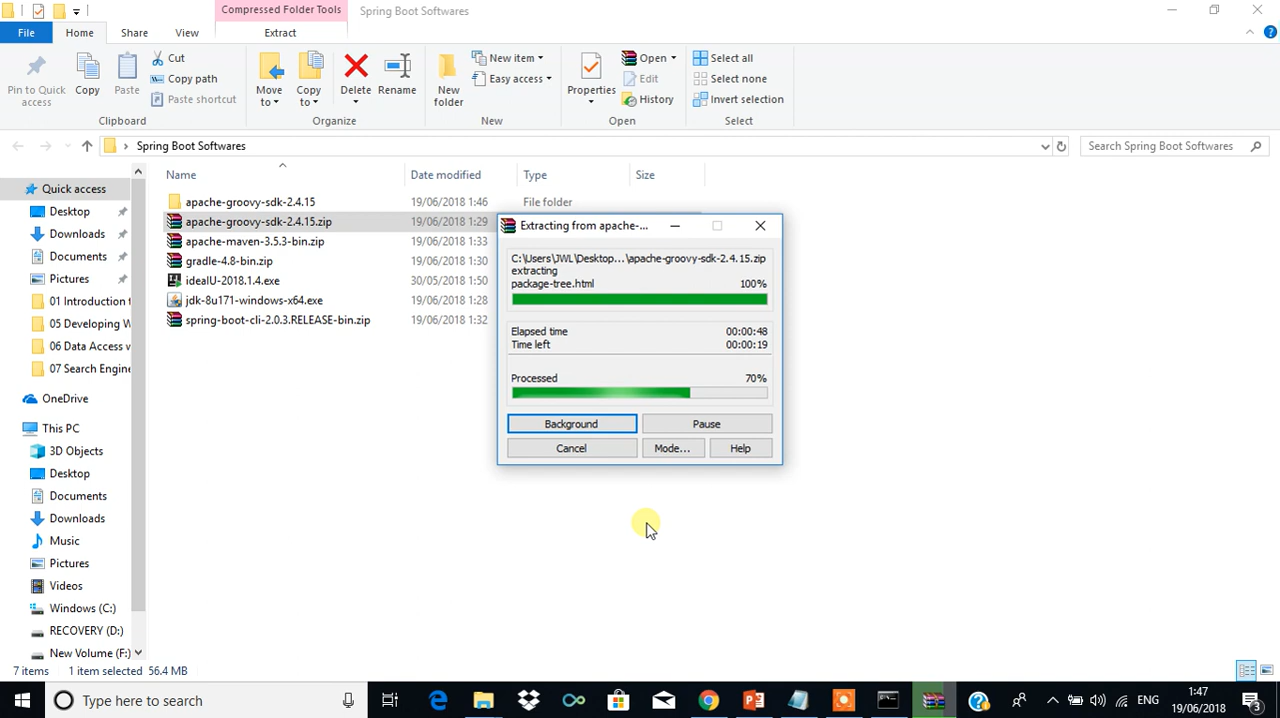 Compressed Folder Tools
Spring Boot Softwares
File
Home
Share
View
Extract
Pin to Quick access
Copy
Paste
Cut
Copy path
Paste shortcut
Clipboard
Move to
Copy to
Delete
Rename
Organize
New folder
New item
Easy access
New
Properties
Open
Edit
History
Open
Select all
Select none
Invert selection
Select
Spring Boot Softwares
Search Spring Boot Softwares
Name
Date modified
Type
Size
apache-groovy-sdk-2.4.15 19/06/2018 1:46 File folder
apache-groovy-sdk-2.4.15.zip 19/06/2018 1:29
apache-maven-3.5.3-bin.zip 19/06/2018 1:33
gradle-4.8-bin.zip 19/06/2018 1:30
idealU-2018.1.4.exe 30/05/2018 1:50
jdk-8u171-windows-x64.exe 19/06/2018 1:28
spring-boot-cli-2.0.3.RELEASE-bin.zip 19/06/2018 1:32
Quick access
Desktop
Downloads
Documents
Pictures
01 Introduction t
05 Developing W
06 Data Access v
07 Search Engine
OneDrive
This PC
3D Objects
Desktop
Documents
Downloads
Music
Pictures
Videos
Windows (C:)
RECOVERY (D:)
New Volume (F:)
Extracting from apache-...
C:\Users\JWL\Desktop...\apache-groovy-sdk-2.4.15.zip
extracting
package-tree.html 100%
Elapsed time 00:00:48
Time left 00:00:19
Processed 70%
Background
Pause
Cancel
Mode...
Help
7 items 1 item selected 56.4 MB
Type here to search
ENG
1:47
19/06/2018
3